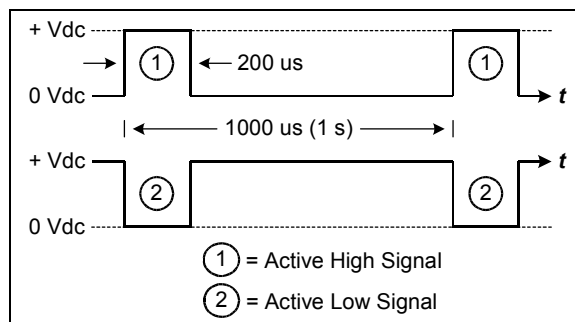 + Vdc
1
200 us
1
0 Vdc
t
1000 us (1 s)
+ Vdc
t
2
2
0 Vdc
1 = Active High Signal
2 = Active Low Signal